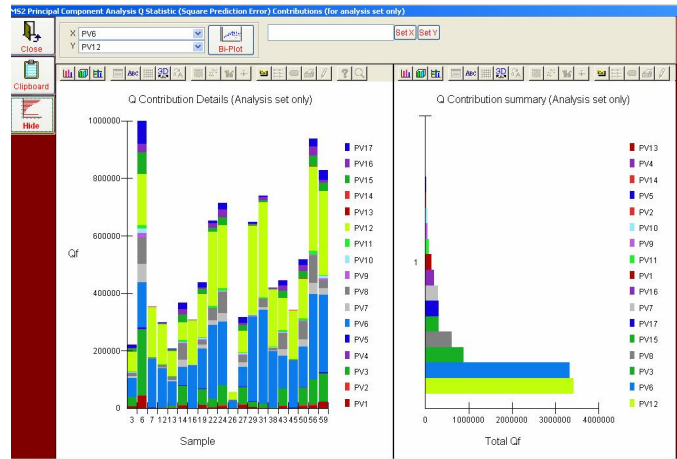 MS2 Principal Component Analysis Q Statistic (Square Prediction Error) Contributions (for analysis set only)
Close
X PV6
Y PV12
Bi-Plot
Set X Set Y
Clipboard
Hide
ABC 3D
ABC 3D
Q Contribution Details (Analysis set only)
1000000
800000
600000
400000
200000
0
Qf
3 6 7 12 13 14 16 19 22 24 26 27 29 31 38 43 45 50 56 59
Sample
PV17
PV16
PV15
PV14
PV13
PV12
PV11
PV10
PV9
PV8
PV7
PV6
PV5
PV4
PV3
PV2
PV1
Q Contribution summary (Analysis set only)
1
0 1000000 2000000 3000000 4000000
Total Qf
PV13
PV4
PV14
PV5
PV2
PV10
PV9
PV11
PV1
PV16
PV7
PV17
PV15
PV8
PV3
PV6
PV12